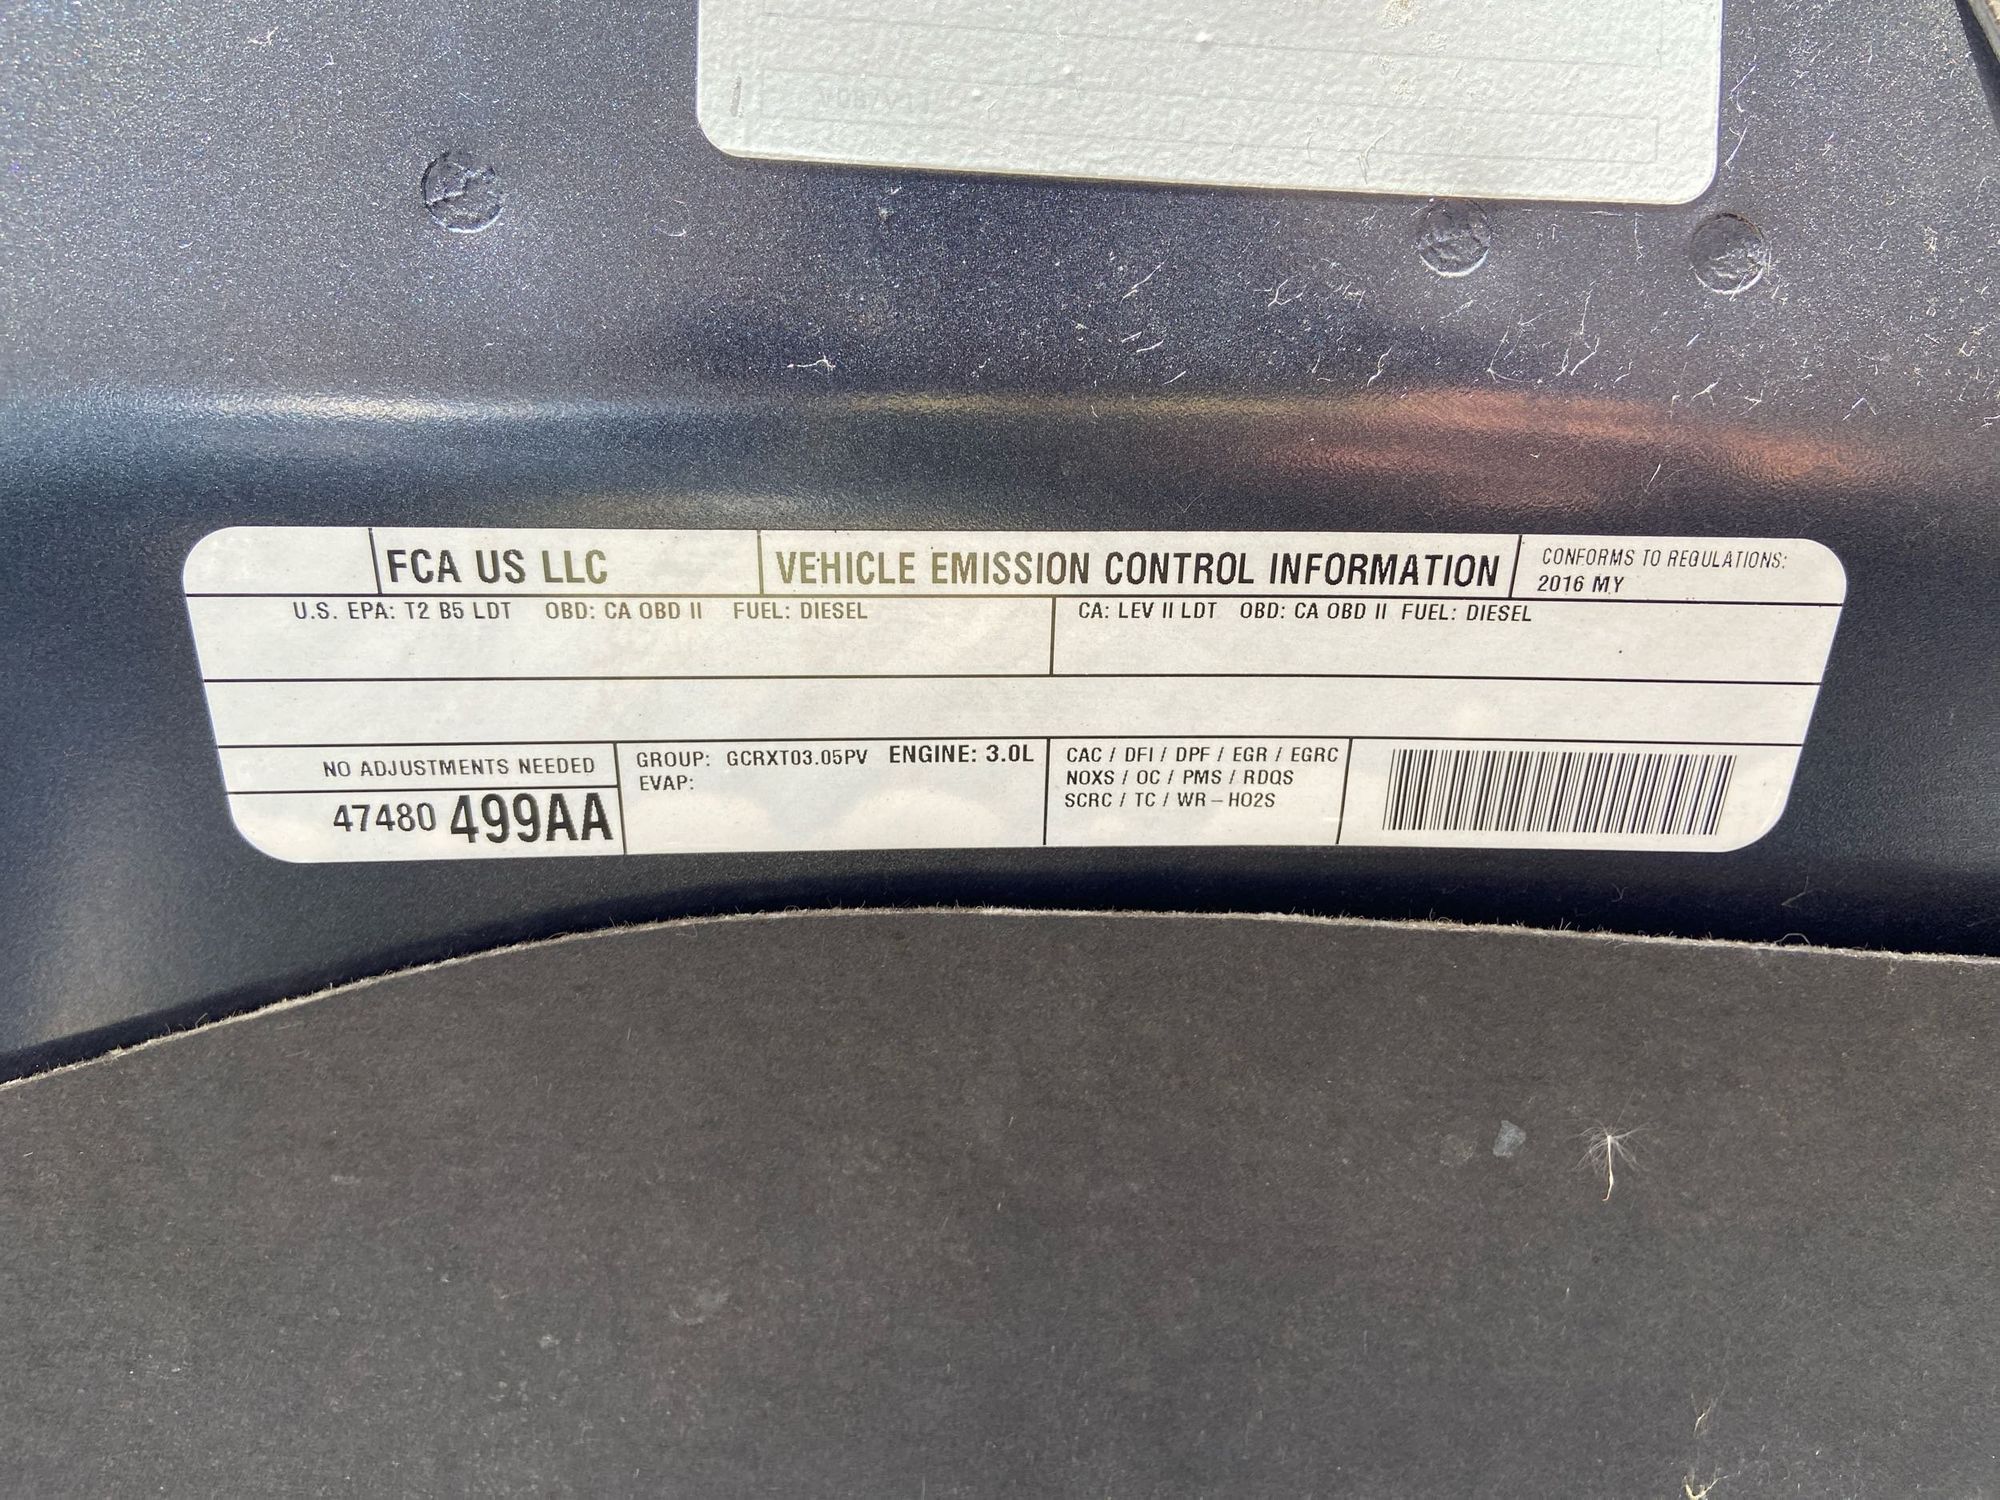 FCA US LLC
VEHICLE EMISSION CONTROL INFORMATION
CONFORMS TO REGULATIONS:
2016 MY
U.S. EPA: T2 B5 LDT OBD: CA OBD II FUEL: DIESEL
CA: LEV II LDT OBD: CA OBD II FUEL: DIESEL
NO ADJUSTMENTS NEEDED
47480 499AA
GROUP: GCRXT03.05PV ENGINE: 3.0L
EVAP:
CAC / DFI / DPF / EGR / EGRC
NOXS / OC / PMS / RDQS
SCRC / TC / WR – HO2S